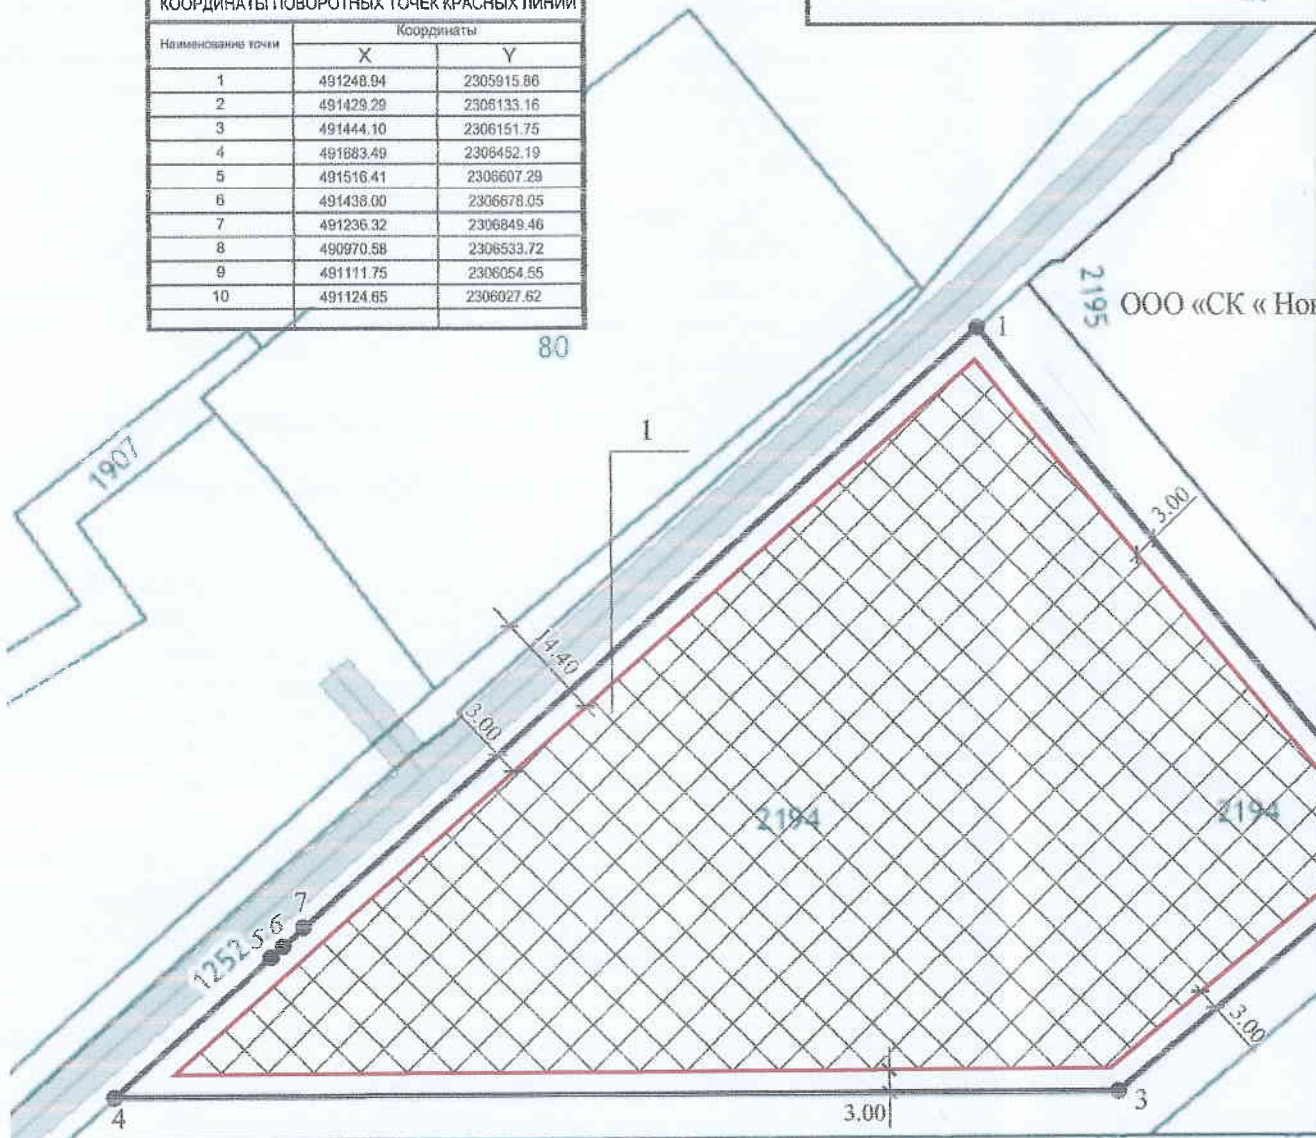 КООРДИНАТЫ ПОВОРОТНЫХ ТОЧЕК КРАСНЫХ ЛИНИЙ
Наименование точки
Координаты
X Y
1 491248.94 2305915.86
2 491429.29 2306133.16
3 491444.10 2306151.75
4 491683.49 2306452.19
5 491516.41 2306607.29
6 491438.00 2306678.05
7 491236.32 2306849.46
8 490970.58 2306533.72
9 491111.75 2306054.55
10 491124.65 2306027.62
80
2195
ООО «СК « Нов
1
1
1907
3.00
14.40
3.00
2194
2194
7
6
5
1252
3.00
4
3.00
3